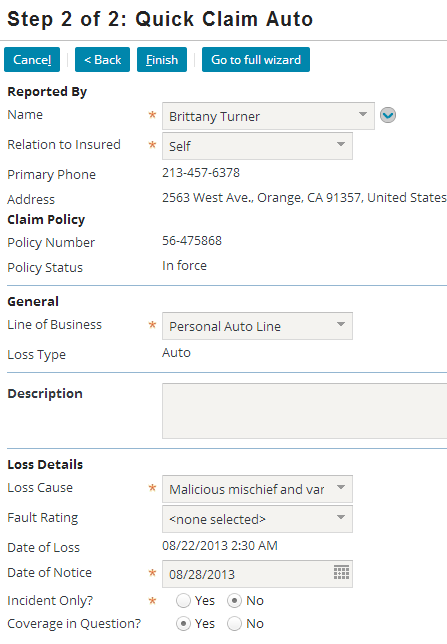 Step 2 of 2: Quick Claim Auto
Cancel < Back Finish Go to full wizard
Reported By
Name * Brittany Turner
Relation to Insured * Self
Primary Phone 213-457-6378
Address 2563 West Ave., Orange, CA 91357, United States
Claim Policy
Policy Number 56-475868
Policy Status In force
General
Line of Business * Personal Auto Line
Loss Type Auto
Description
Loss Details
Loss Cause * Malicious mischief and var
Fault Rating <none selected>
Date of Loss 08/22/2013 2:30 AM
Date of Notice * 08/28/2013
Incident Only? * Yes No
Coverage in Question? Yes No